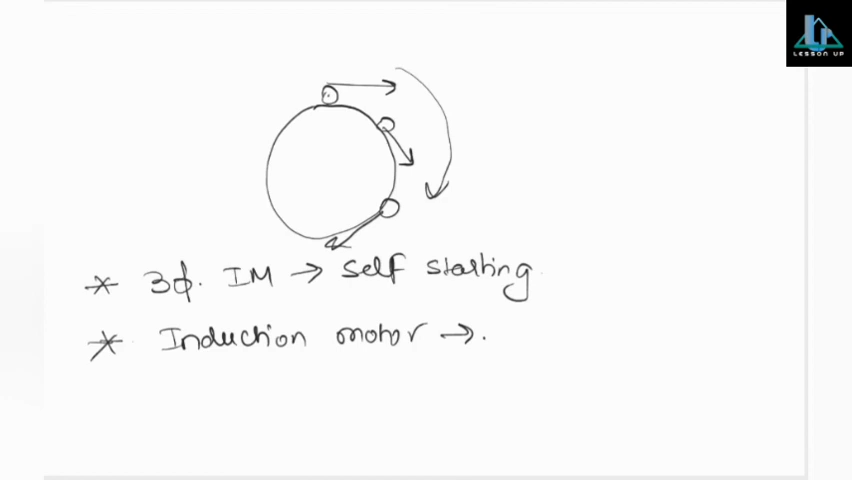 LESSON UP
* 3ϕ. IM → self starting
* Induction motor →.